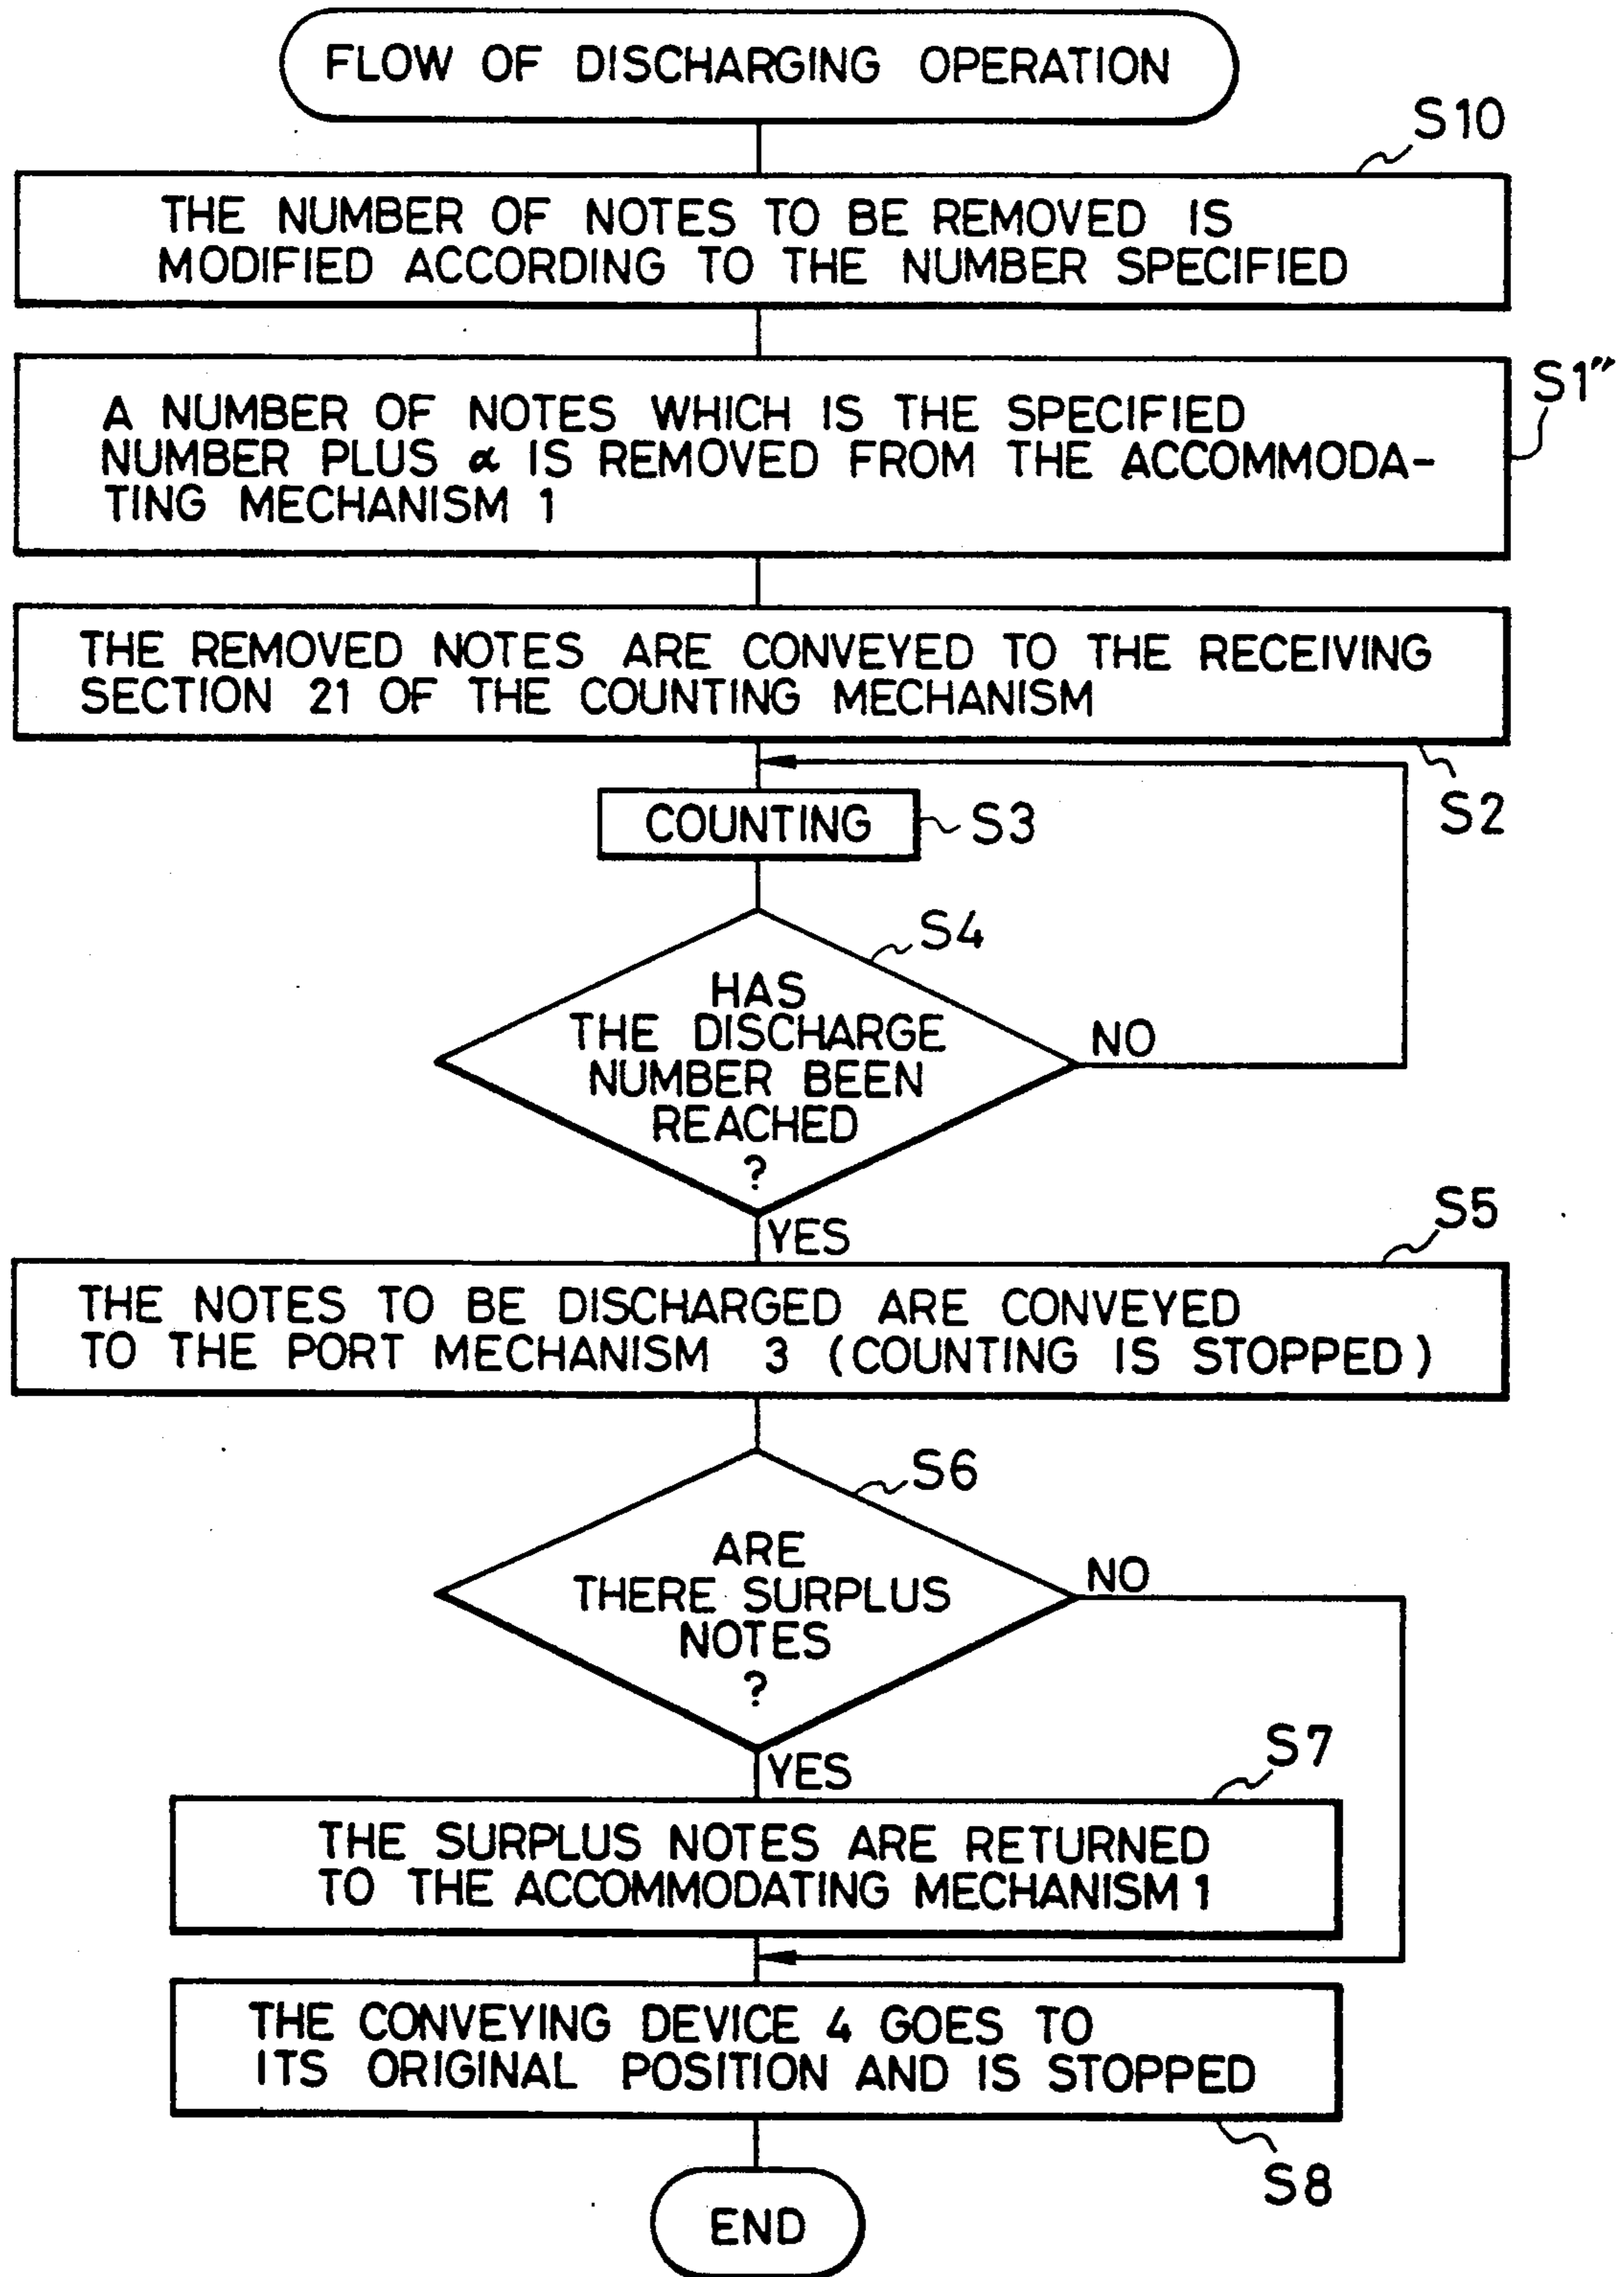 FLOW OF DISCHARGING OPERATION
S10
THE NUMBER OF NOTES TO BE REMOVED IS
MODIFIED ACCORDING TO THE NUMBER SPECIFIED
S1"
A NUMBER OF NOTES WHICH IS THE SPECIFIED
NUMBER PLUS α IS REMOVED FROM THE ACCOMMODA-
TING MECHANISM 1
THE REMOVED NOTES ARE CONVEYED TO THE RECEIVING
SECTION 21 OF THE COUNTING MECHANISM
S2
COUNTING
S3
S4
HAS
THE DISCHARGE
NUMBER BEEN
REACHED
?
NO
YES
S5
THE NOTES TO BE DISCHARGED ARE CONVEYED
TO THE PORT MECHANISM 3 (COUNTING IS STOPPED)
S6
ARE
THERE SURPLUS
NOTES
?
NO
YES
S7
THE SURPLUS NOTES ARE RETURNED
TO THE ACCOMMODATING MECHANISM 1
THE CONVEYING DEVICE 4 GOES TO
ITS ORIGINAL POSITION AND IS STOPPED
S8
END